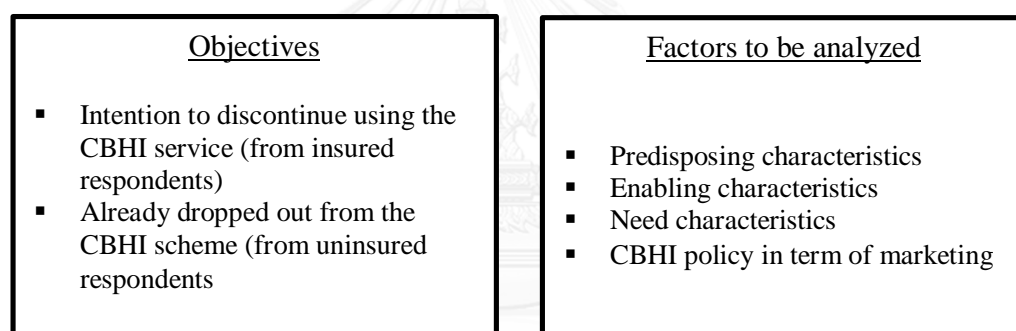 Objectives
▪ Intention to discontinue using the
CBHI service (from insured
respondents)
▪ Already dropped out from the
CBHI scheme (from uninsured
respondents
Factors to be analyzed
▪ Predisposing characteristics
▪ Enabling characteristics
▪ Need characteristics
▪ CBHI policy in term of marketing